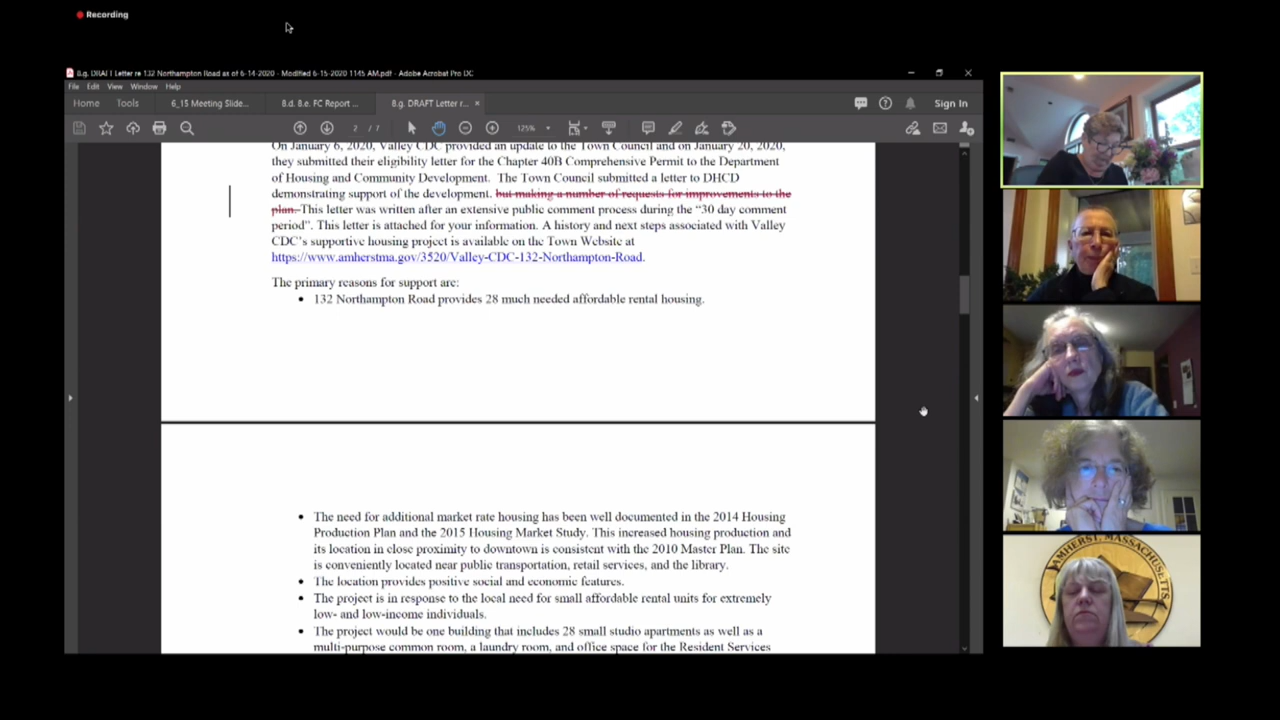 Recording
8.g. DRAFT Letter re 132 Northampton Road as of 6-14-2020 - Modified 6-15-2020 1145 AM.pdf - Adobe Acrobat Pro DC
File Edit View Window Help
Home Tools 6_15 Meeting Slide... 8.d. 8.e. FC Report ... 8.g. DRAFT Letter r... × Sign In
2 / 7 125%
On January 6, 2020, Valley CDC provided an update to the Town Council and on January 20, 2020,
they submitted their eligibility letter for the Chapter 40B Comprehensive Permit to the Department
of Housing and Community Development. The Town Council submitted a letter to DHCD
demonstrating support of the development. but making a number of requests for improvements to the
plan. This letter was written after an extensive public comment process during the “30 day comment
period”. This letter is attached for your information. A history and next steps associated with Valley
CDC’s supportive housing project is available on the Town Website at
https://www.amherstma.gov/3520/Valley-CDC-132-Northampton-Road.
The primary reasons for support are:
• 132 Northampton Road provides 28 much needed affordable rental housing.
• The need for additional market rate housing has been well documented in the 2014 Housing
Production Plan and the 2015 Housing Market Study. This increased housing production and
its location in close proximity to downtown is consistent with the 2010 Master Plan. The site
is conveniently located near public transportation, retail services, and the library.
• The location provides positive social and economic features.
• The project is in response to the local need for small affordable rental units for extremely
low- and low-income individuals.
• The project would be one building that includes 28 small studio apartments as well as a
multi-purpose common room, a laundry room, and office space for the Resident Services
AMHERST, MASSACHUSETTS